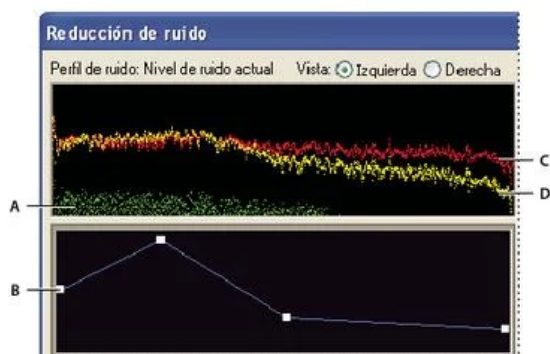 Reducción de ruido
Perfil de ruido: Nivel de ruido actual Vista: Izquierda Derecha
C
D
A
B